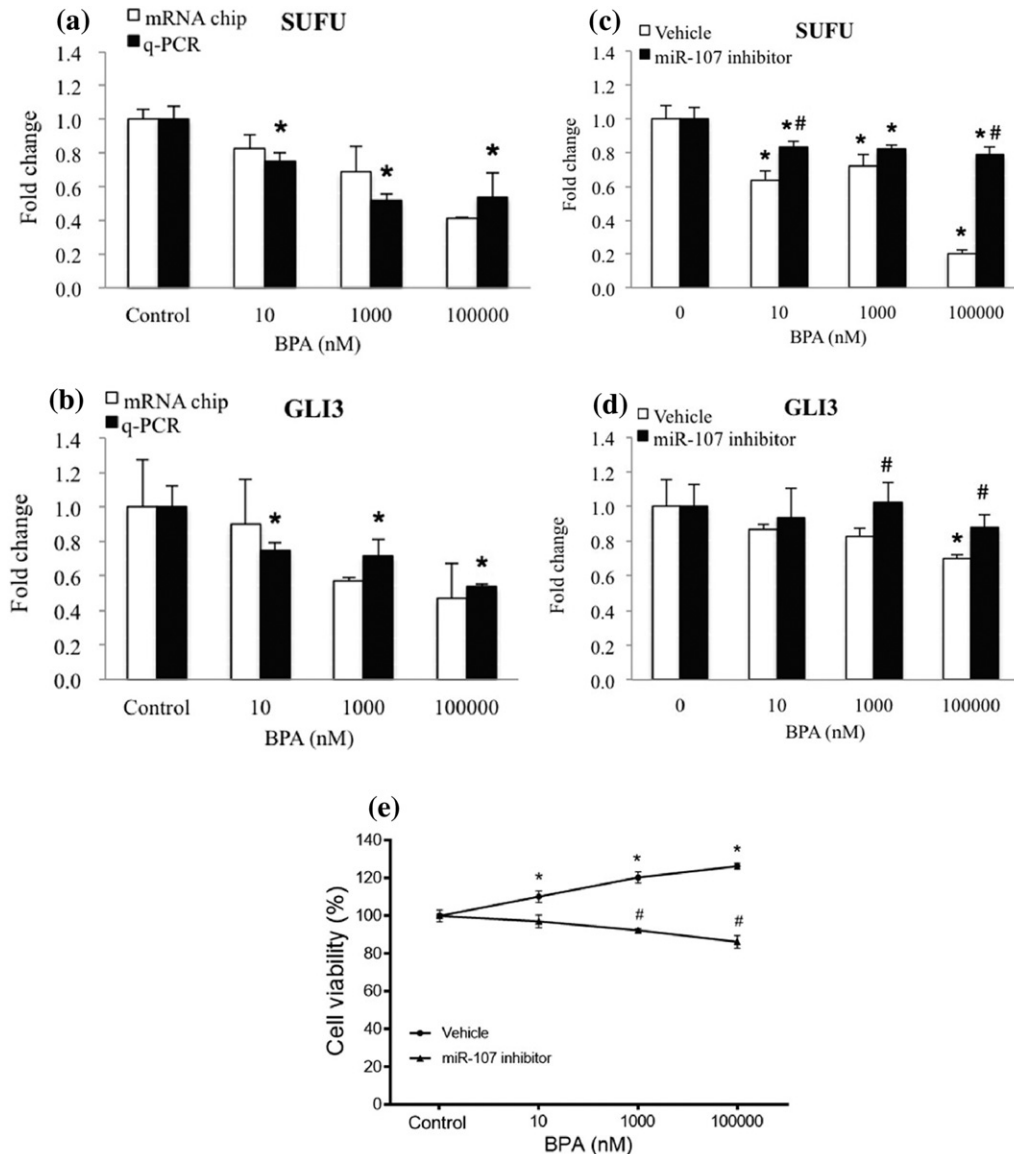 (a)
SUFU
mRNA chip
q-PCR
Fold change
1.4
1.2
1.0
0.8
0.6
0.4
0.2
0.0
*
*
*
Control
10
1000
100000
BPA (nM)
(c)
SUFU
Vehicle
miR-107 inhibitor
Fold change
1.4
1.2
1.0
0.8
0.6
0.4
0.2
0.0
*
*#
*
*
*
*#
0
10
1000
100000
BPA (nM)
(b)
GLI3
mRNA chip
q-PCR
Fold change
1.4
1.2
1.0
0.8
0.6
0.4
0.2
0.0
*
*
*
Control
10
1000
100000
BPA (nM)
(d)
GLI3
Vehicle
miR-107 inhibitor
Fold change
1.4
1.2
1.0
0.8
0.6
0.4
0.2
0.0
#
*
#
0
10
1000
100000
BPA (nM)
(e)
Cell viability (%)
140
120
100
80
60
40
20
0
*
*
*
#
#
Vehicle
miR-107 inhibitor
Control
10
1000
100000
BPA (nM)